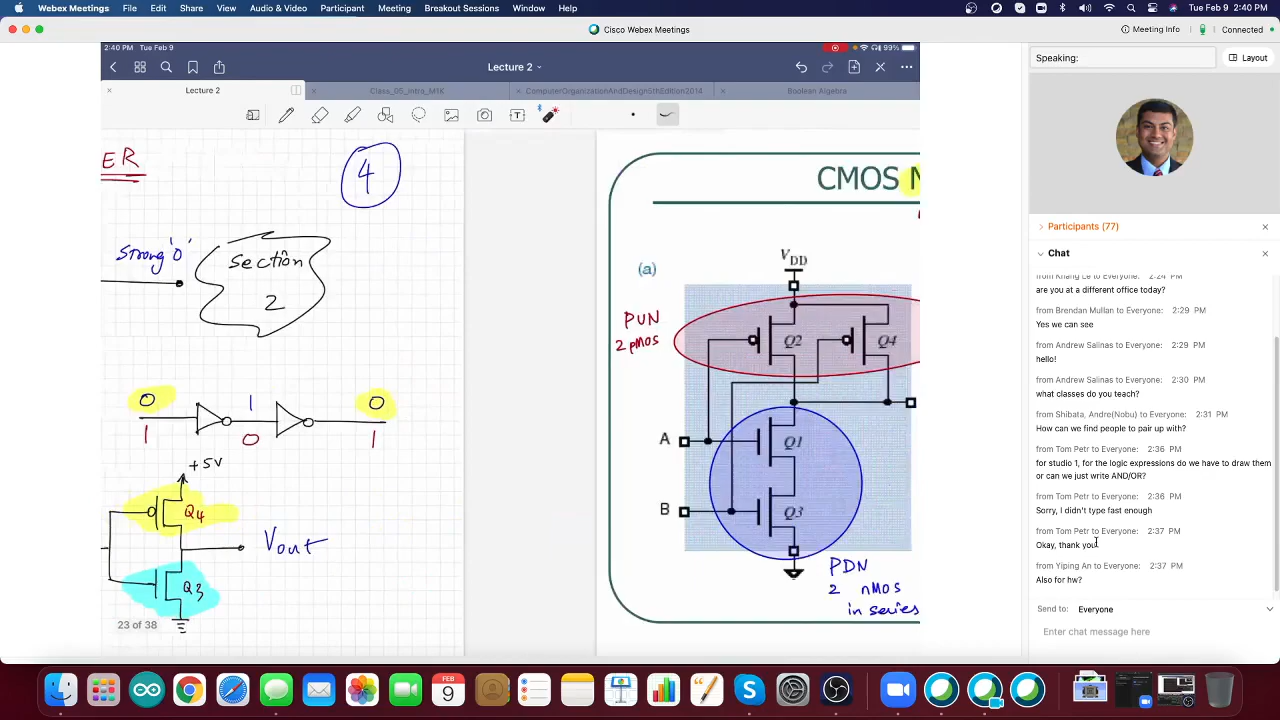 Webex Meetings File Edit Share View Audio & Video Participant Meeting Breakout Sessions Window Help
Tue Feb 9 2:40 PM
Cisco Webex Meetings
Meeting Info
Connected
2:40 PM Tue Feb 9
99%
Lecture 2
Lecture 2
Class_05_Intra_M1K
ComputerOrganizationAndDesign5thEdition2014
Boolean Algebra
ER
4
Strong '0'
Section
2
0 1 0
1 0 1
+5V
Q4
Vout
Q3
23 of 38
CMOS N
(a)
VDD
PUN
2 pMOS
Q2
Q4
A
Q1
B
Q3
PDN
2 nMOS
in series
Speaking:
Layout
Participants (77)
Chat
from Khang Le to Everyone: 2:24 PM
are you at a different office today?
from Brendan Mullan to Everyone: 2:29 PM
Yes we can see
from Andrew Salinas to Everyone: 2:29 PM
hello!
from Andrew Salinas to Everyone: 2:30 PM
what classes do you teach?
from Shibata, Andre(Nobu) to Everyone: 2:31 PM
How can we find people to pair up with?
from Tom Petr to Everyone: 2:36 PM
for studio 1, for the logic expressions do we have to draw them
or can we just write AND/OR?
from Tom Petr to Everyone: 2:36 PM
Sorry, I didn't type fast enough
from Tom Petr to Everyone: 2:37 PM
Okay, thank you
from Yiping An to Everyone: 2:37 PM
Also for hw?
Send to: Everyone
Enter chat message here
FEB
9